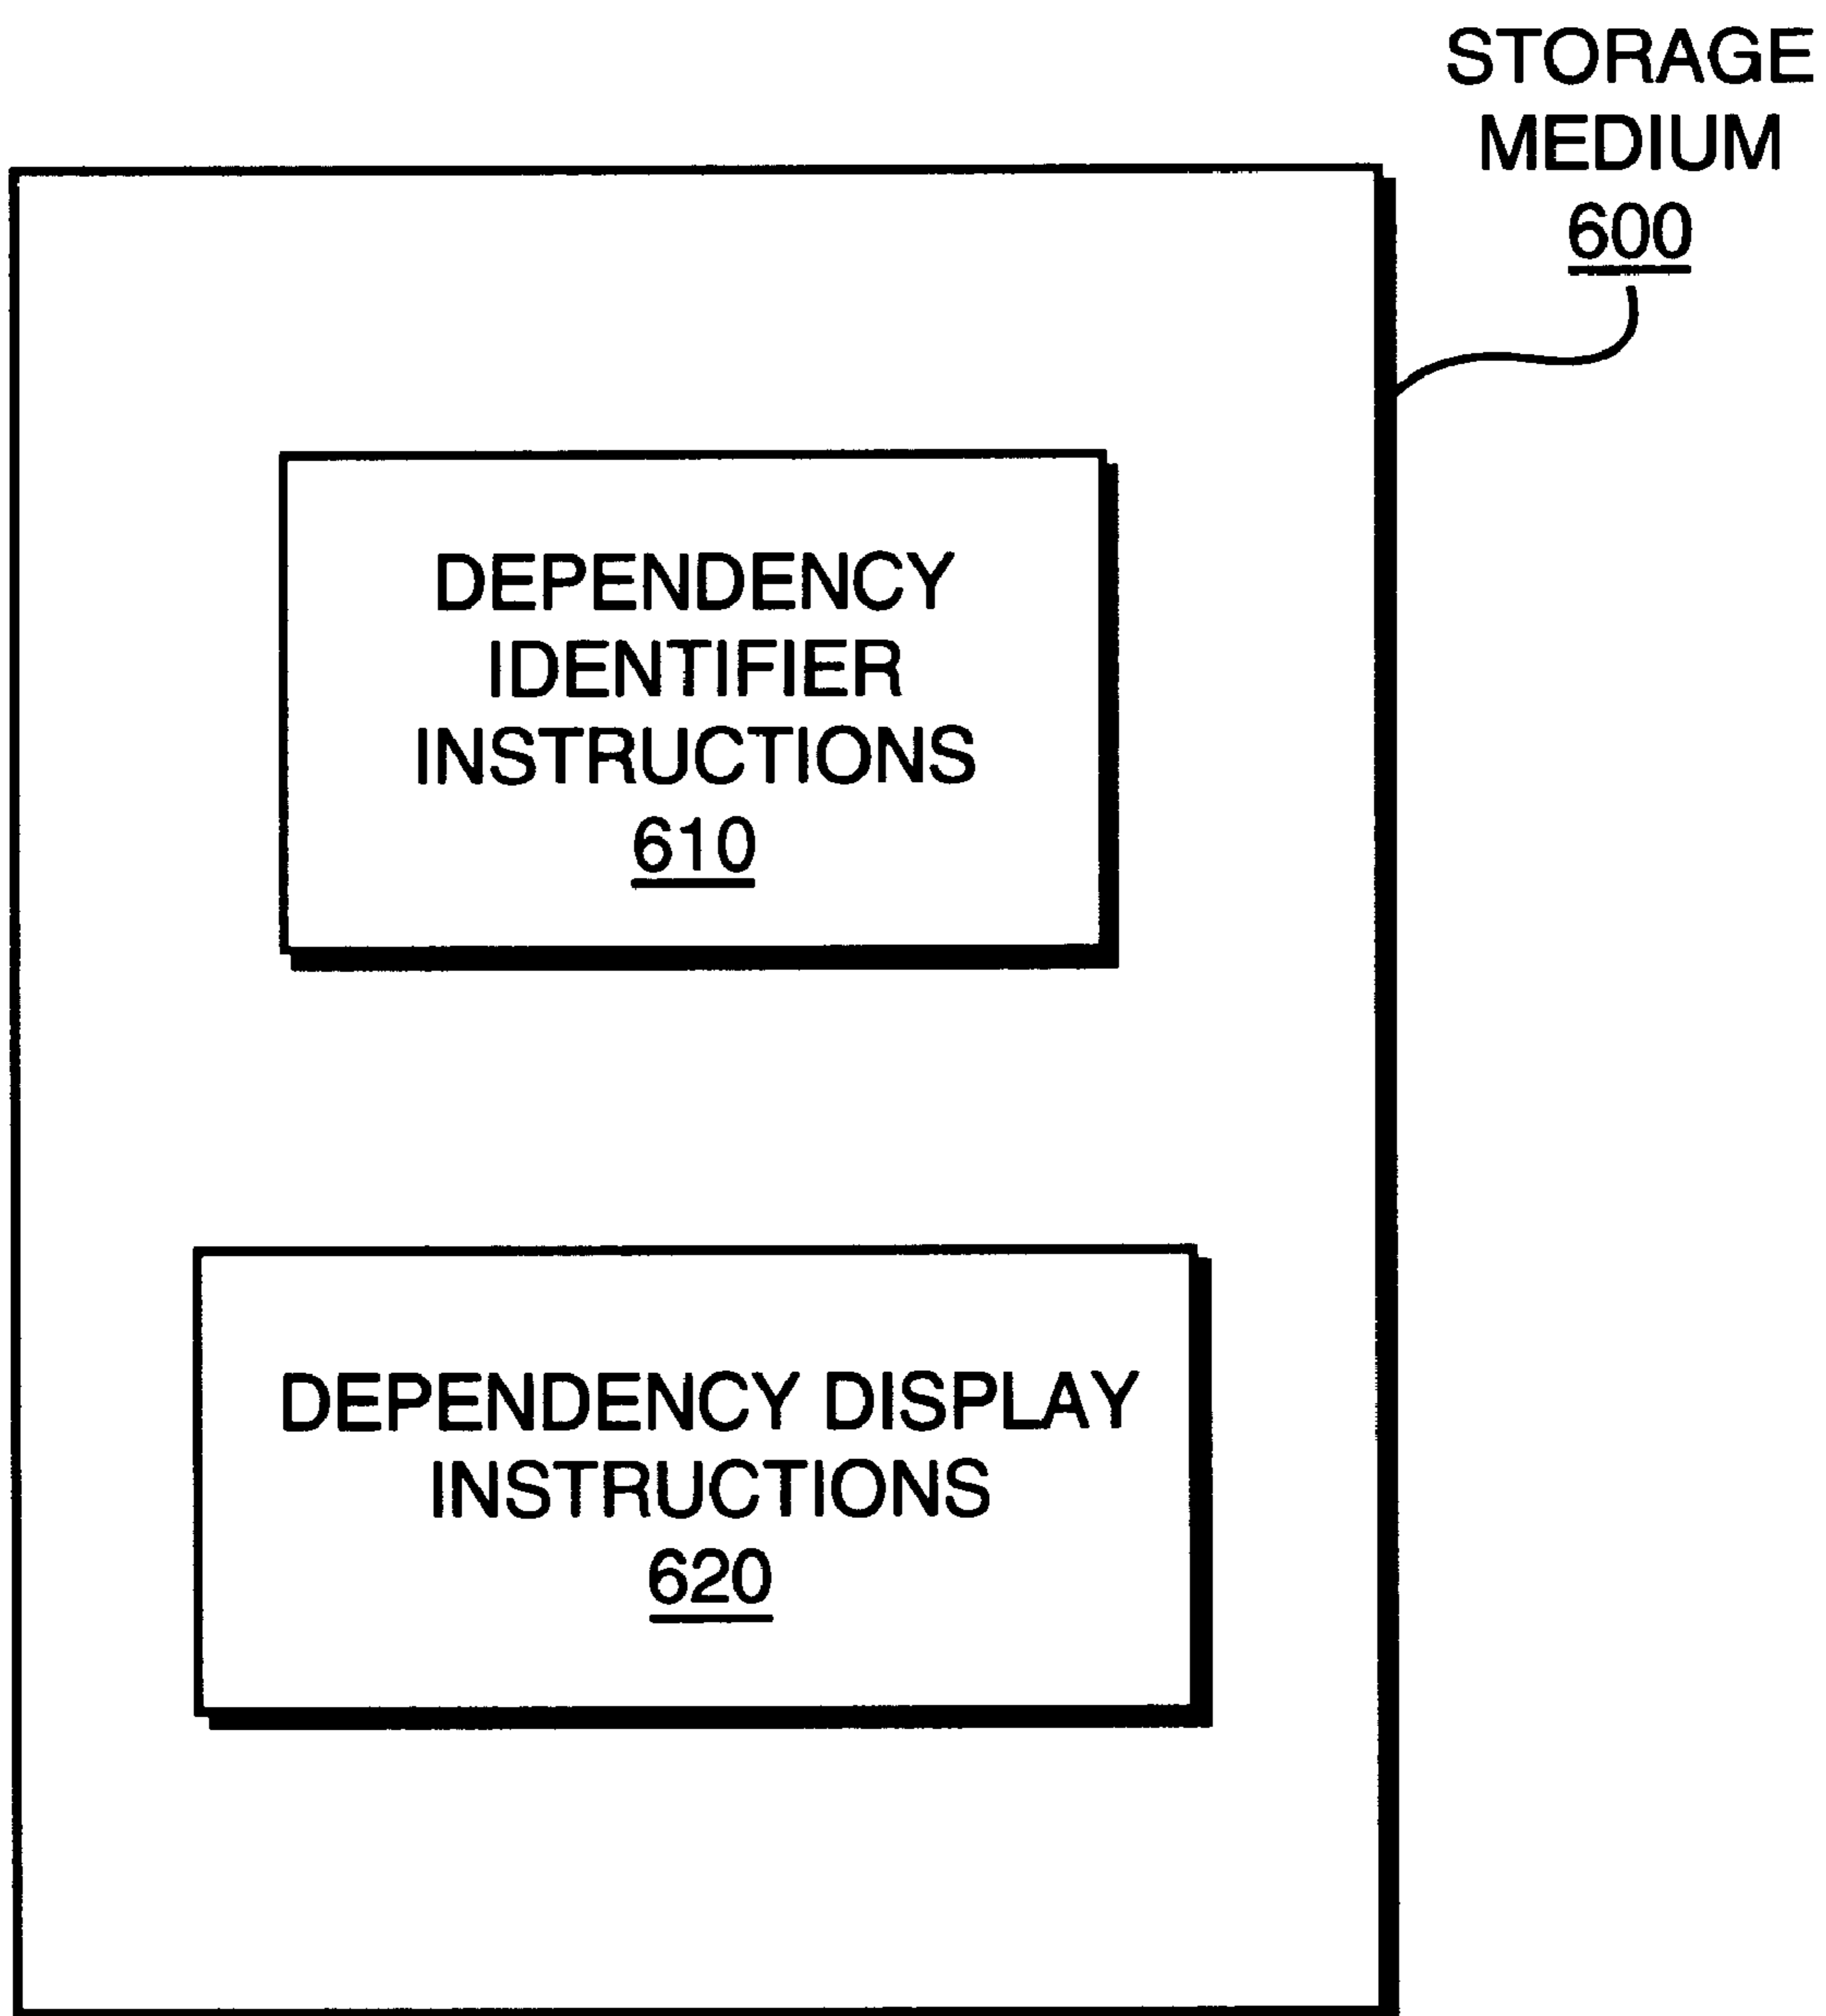 STORAGE
MEDIUM
600
DEPENDENCY
IDENTIFIER
INSTRUCTIONS
610
DEPENDENCY DISPLAY
INSTRUCTIONS
620